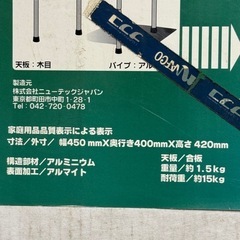 天板：木目
パイプ：アル
製造元
株式会社ニューテックジャパン
東京都町田市中町1-28-1
Tel：042-720-0478
家庭用品品質表示による表示
寸法／外寸／ 幅450 mmX奥行き400mmX高さ 420mm
構造部材／アルミニウム
表面加工／アルマイト
天板／合板
重量／約 1.5kg
耐荷重／約15kg